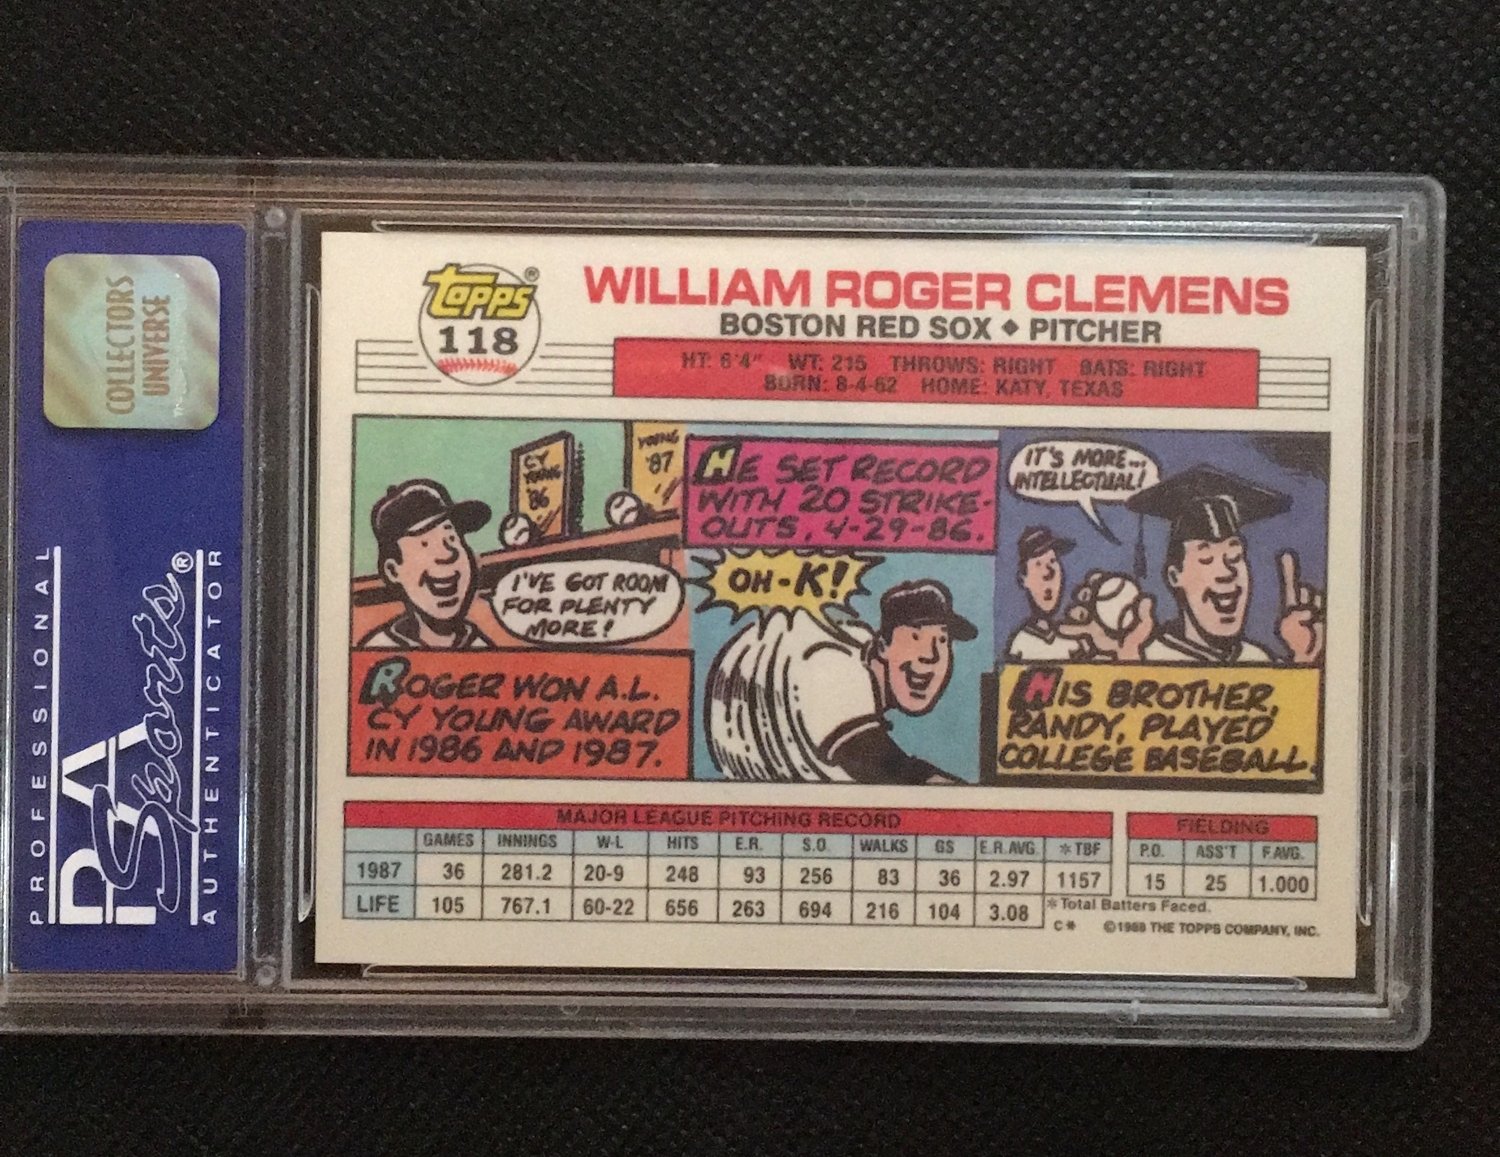 COLLECTORS
UNIVERSE
PROFESSIONAL
PSA
Sports®
AUTHENTICATOR
Topps®
118
WILLIAM ROGER CLEMENS
BOSTON RED SOX ◆ PITCHER
HT: 6'4" WT: 215 THROWS: RIGHT BATS: RIGHT
BORN: 8-4-62 HOME: KATY, TEXAS
CY
YOUNG
'86
YOUNG
'87
I'VE GOT ROOM
FOR PLENTY
MORE!
ROGER WON A.L.
CY YOUNG AWARD
IN 1986 AND 1987.
HE SET RECORD
WITH 20 STRIKE-
OUTS, 4-29-86.
OH-K!
IT'S MORE...
INTELLECTUAL!
HIS BROTHER,
RANDY, PLAYED
COLLEGE BASEBALL.
MAJOR LEAGUE PITCHING RECORD
GAMES INNINGS W-L HITS E.R. S.O. WALKS GS E.R.AVG. *TBF
1987 36 281.2 20-9 248 93 256 83 36 2.97 1157
LIFE 105 767.1 60-22 656 263 694 216 104 3.08
FIELDING
P.O. ASS'T F.AVG.
15 25 1.000
*Total Batters Faced.
C* ©1988 THE TOPPS COMPANY, INC.